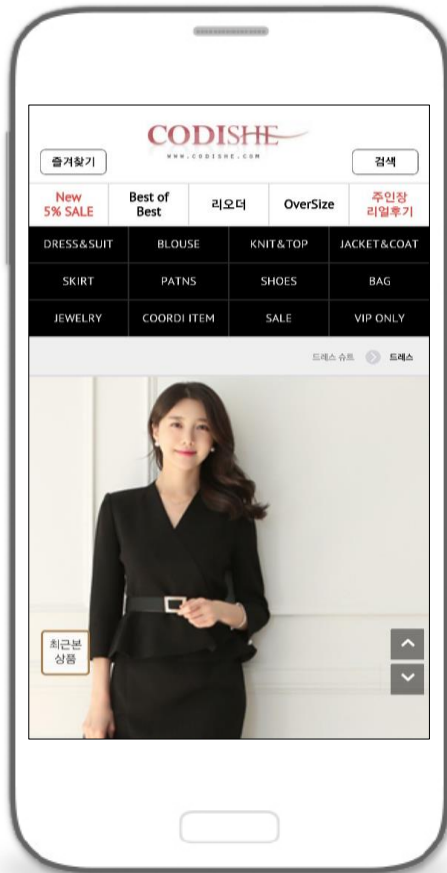 CODISHE
WWW.CODISHE.COM
즐겨찾기
검색
New
5% SALE
Best of
Best
리오더
OverSize
주인장
리얼후기
DRESS&SUIT
BLOUSE
KNIT&TOP
JACKET&COAT
SKIRT
PATNS
SHOES
BAG
JEWELRY
COORDI ITEM
SALE
VIP ONLY
드레스 슈트
드레스
최근본
상품